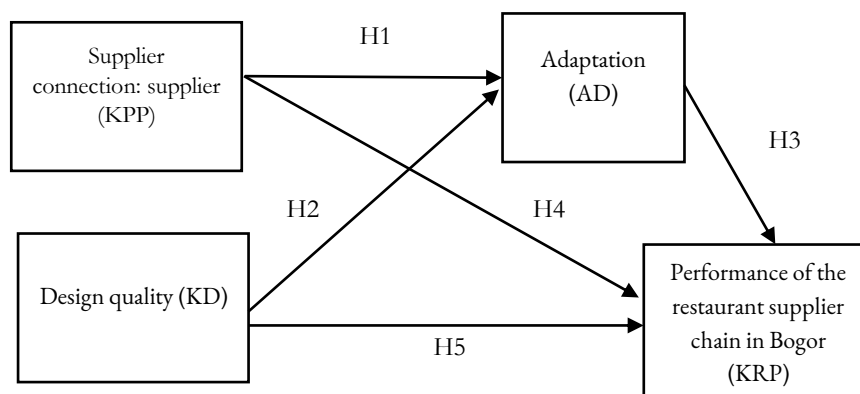 H1
Supplier
connection: supplier
(KPP)
Adaptation
(AD)
H3
H2
H4
Design quality (KD)
Performance of the
restaurant supplier
chain in Bogor
(KRP)
H5